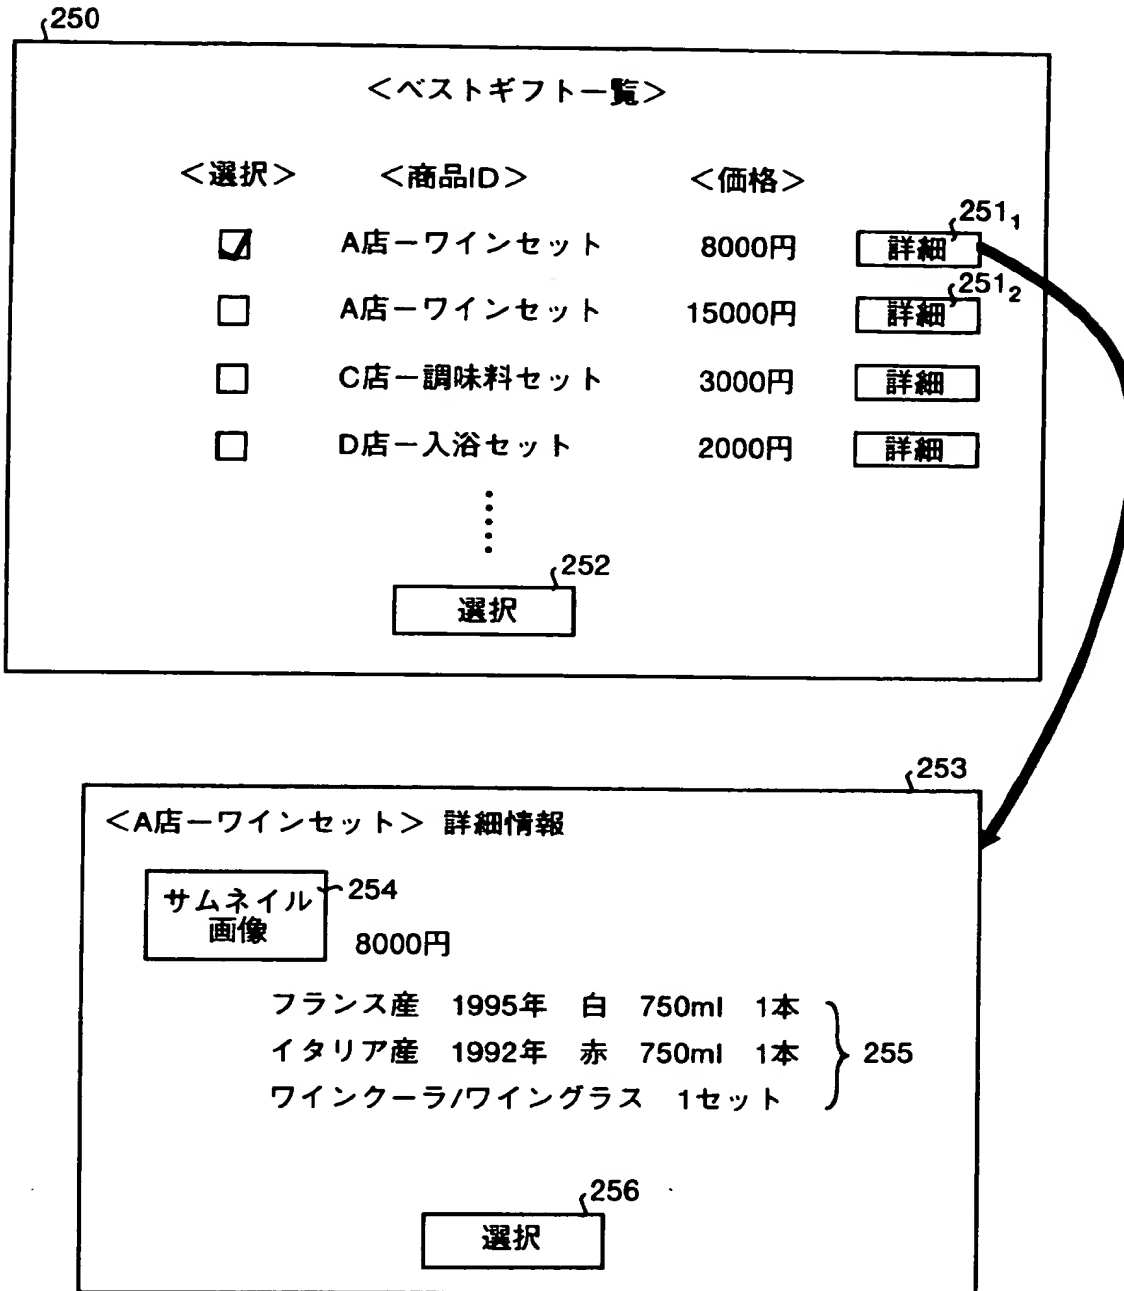 250
<ベストギフト一覧>
<選択> <商品ID> <価格>
A店ーワインセット 8000円 詳細 251₁
A店ーワインセット 15000円 詳細 251₂
C店ー調味料セット 3000円 詳細
D店ー入浴セット 2000円 詳細
252
選択
253
<A店ーワインセット> 詳細情報
サムネイル画像 254
8000円
フランス産 1995年 白 750ml 1本
イタリア産 1992年 赤 750ml 1本 255
ワインクーラ/ワイングラス 1セット
256
選択